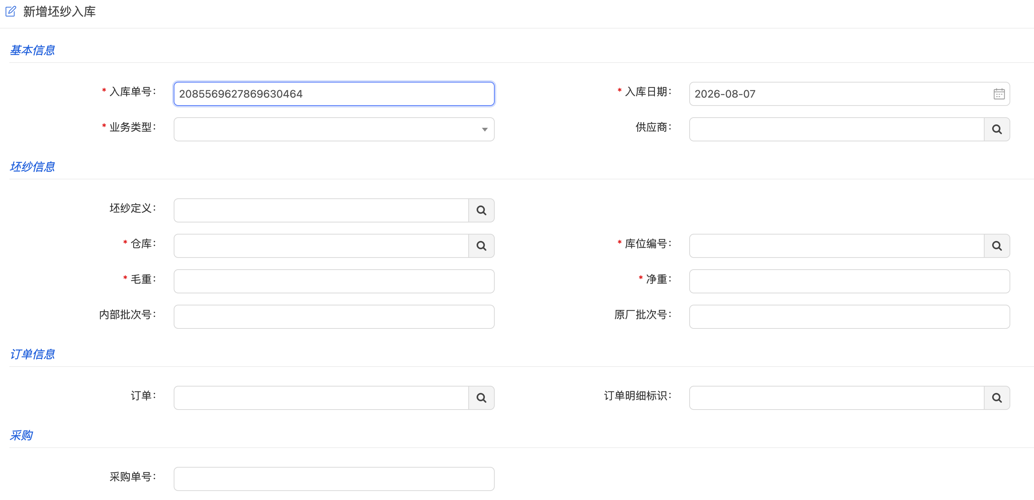 新增坯纱入库
基本信息
* 入库单号： 2085569627869630464 * 入库日期： 2026-08-07
* 业务类型： 供应商：
坯纱信息
坯纱定义：
* 仓库： * 库位编号：
* 毛重： * 净重：
内部批次号： 原厂批次号：
订单信息
订单： 订单明细标识：
采购
采购单号：